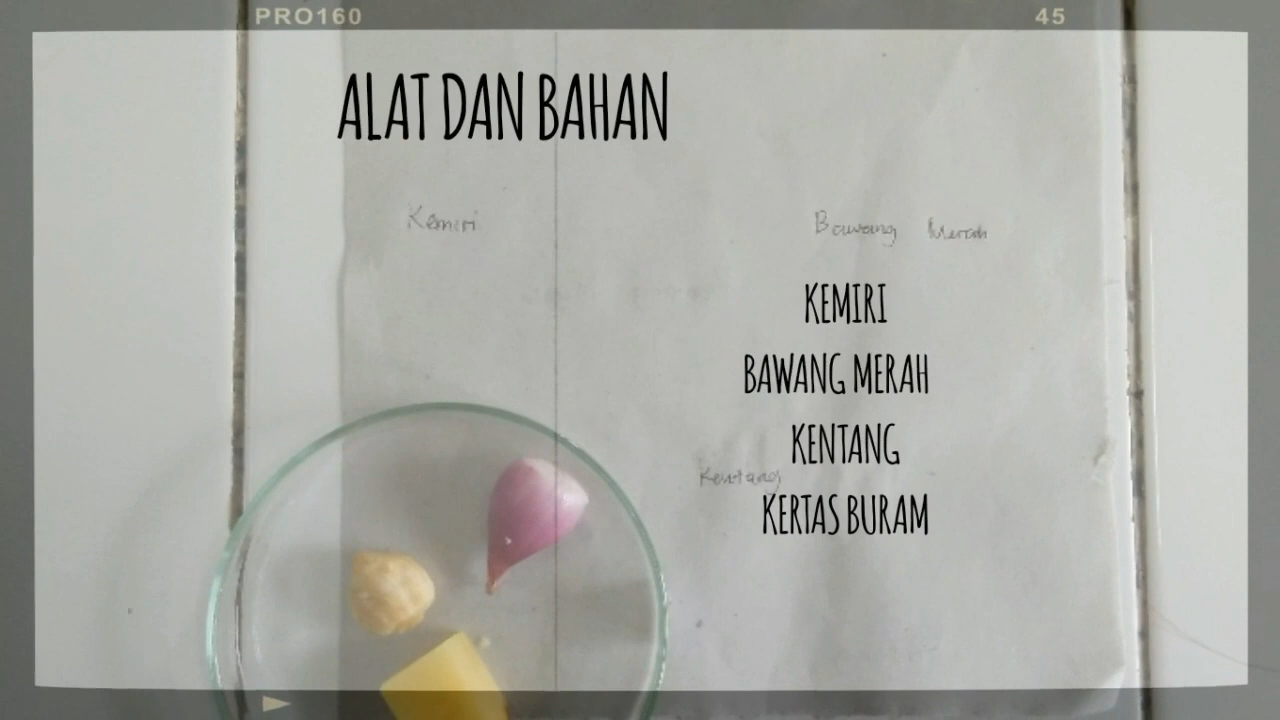 PRO160 45
ALAT DAN BAHAN
Kemiri Bawang Merah
KEMIRI
BAWANG MERAH
KENTANG
Kentang
KERTAS BURAM